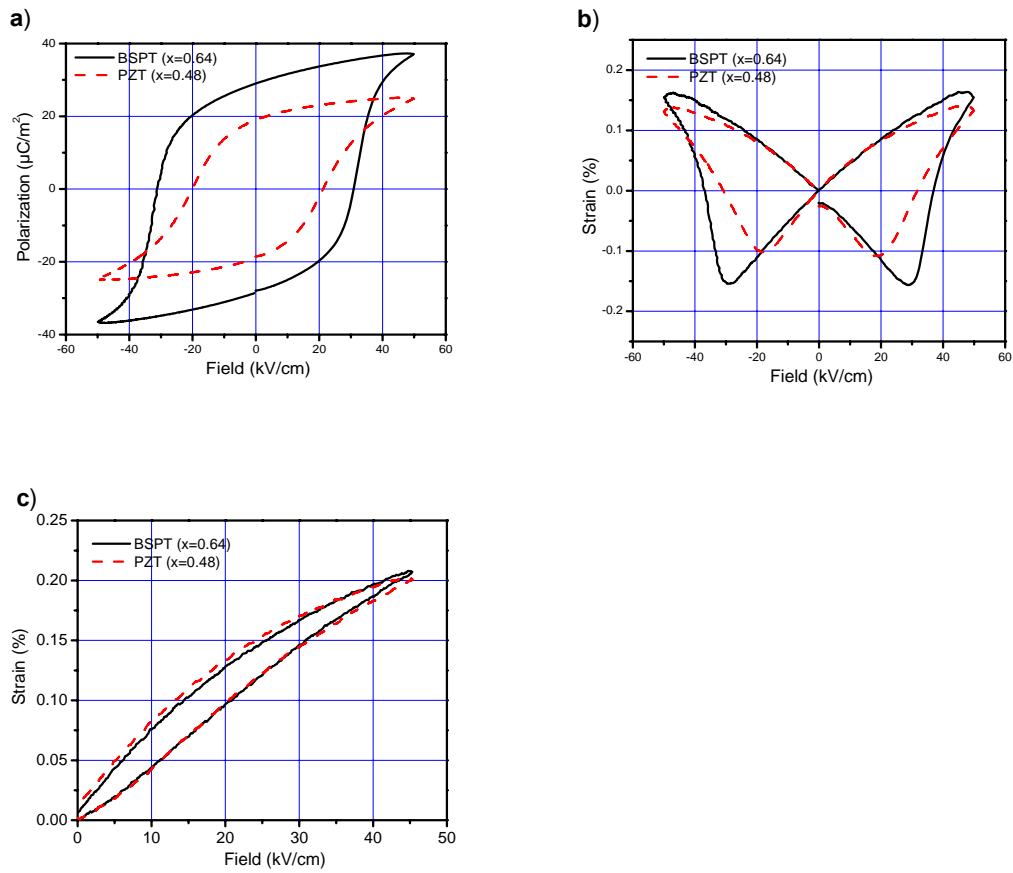 a)
40
20
0
-20
-40
Polarization (µC/m²)
BSPT (x=0.64)
PZT (x=0.48)
-60 -40 -20 0 20 40 60
Field (kV/cm)
b)
0.2
0.1
0.0
-0.1
-0.2
Strain (%)
BSPT (x=0.64)
PZT (x=0.48)
-60 -40 -20 0 20 40 60
Field (kV/cm)
c)
0.25
0.20
0.15
0.10
0.05
0.00
Strain (%)
BSPT (x=0.64)
PZT (x=0.48)
0 10 20 30 40 50
Field (kV/cm)